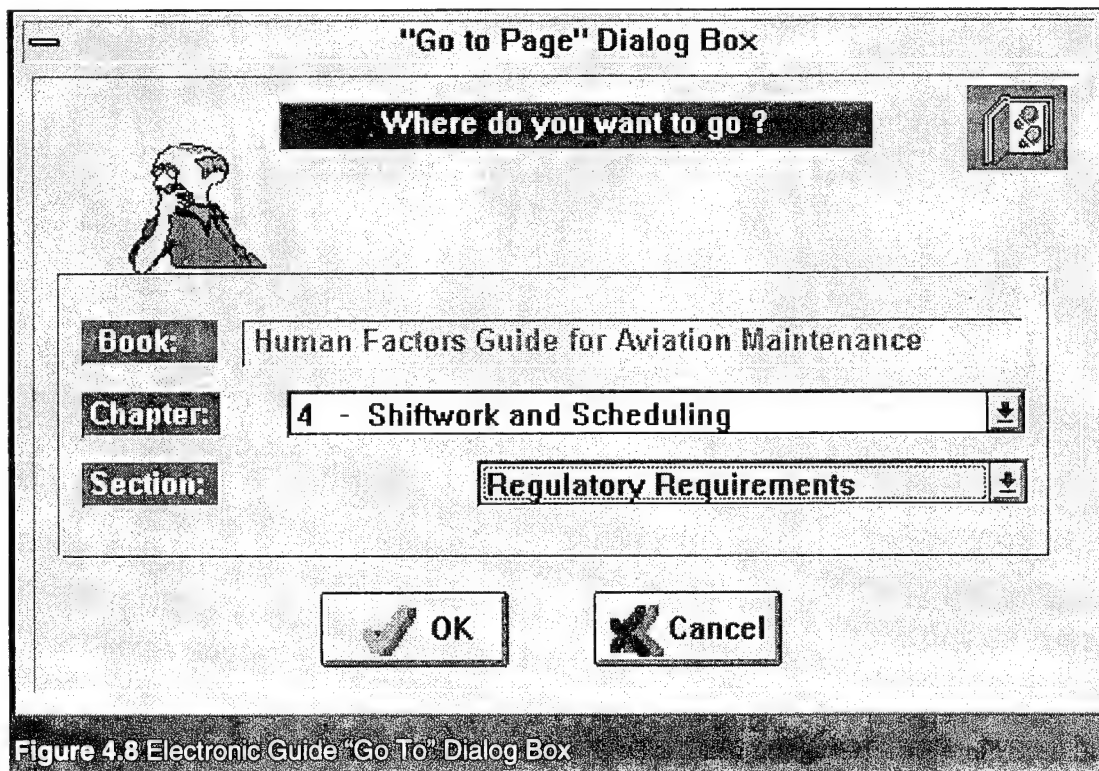 "Go to Page" Dialog Box
Where do you want to go ?
Book: Human Factors Guide for Aviation Maintenance
Chapter: 4 - Shiftwork and Scheduling
Section: Regulatory Requirements
OK Cancel
Figure 4.8 Electronic Guide "Go To" Dialog Box